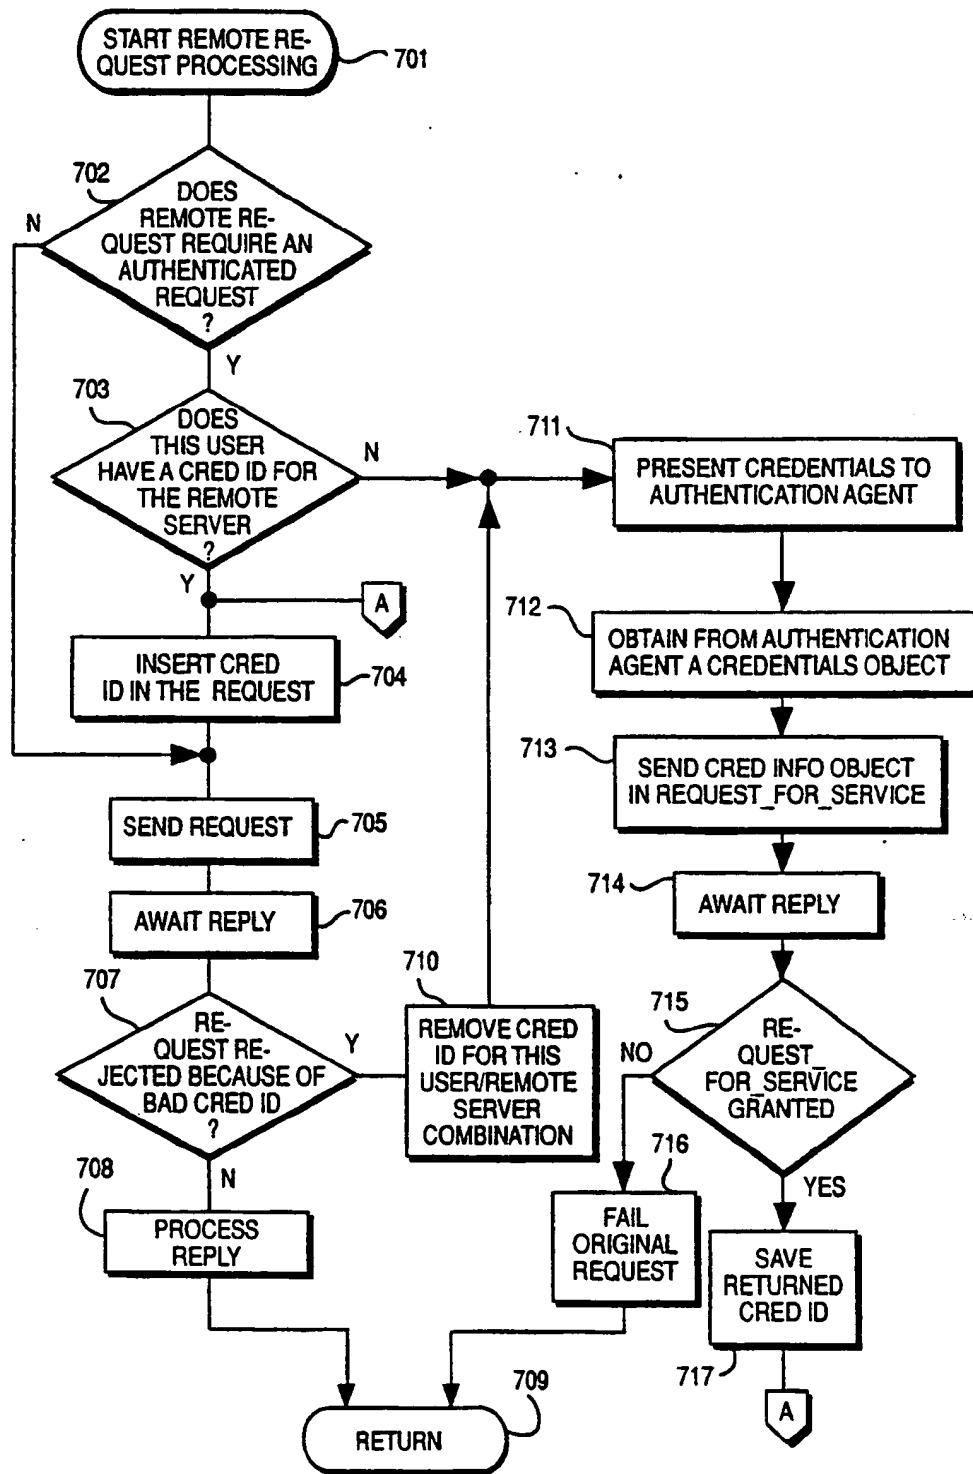 START REMOTE RE-
QUEST PROCESSING
701
702
DOES
REMOTE RE-
QUEST REQUIRE AN
AUTHENTICATED
REQUEST
?
N
Y
703
DOES
THIS USER
HAVE A CRED ID FOR
THE REMOTE
SERVER
?
N
Y
A
INSERT CRED
ID IN THE REQUEST
704
SEND REQUEST
705
AWAIT REPLY
706
707
RE-
QUEST RE-
JECTED BECAUSE OF
BAD CRED ID
?
Y
N
708
PROCESS
REPLY
710
REMOVE CRED
ID FOR THIS
USER/REMOTE
SERVER
COMBINATION
711
PRESENT CREDENTIALS TO
AUTHENTICATION AGENT
712
OBTAIN FROM AUTHENTICATION
AGENT A CREDENTIALS OBJECT
713
SEND CRED INFO OBJECT
IN REQUEST_FOR_SERVICE
714
AWAIT REPLY
715
RE-
QUEST_
FOR_SERVICE
GRANTED
NO
YES
716
FAIL
ORIGINAL
REQUEST
SAVE
RETURNED
CRED ID
717
A
709
RETURN